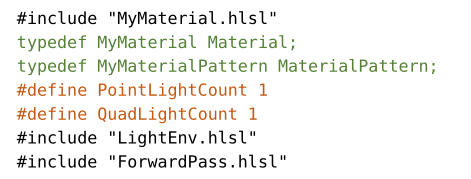 #include "MyMaterial.hlsl"
typedef MyMaterial Material;
typedef MyMaterialPattern MaterialPattern;
#define PointLightCount 1
#define QuadLightCount 1
#include "LightEnv.hlsl"
#include "ForwardPass.hlsl"